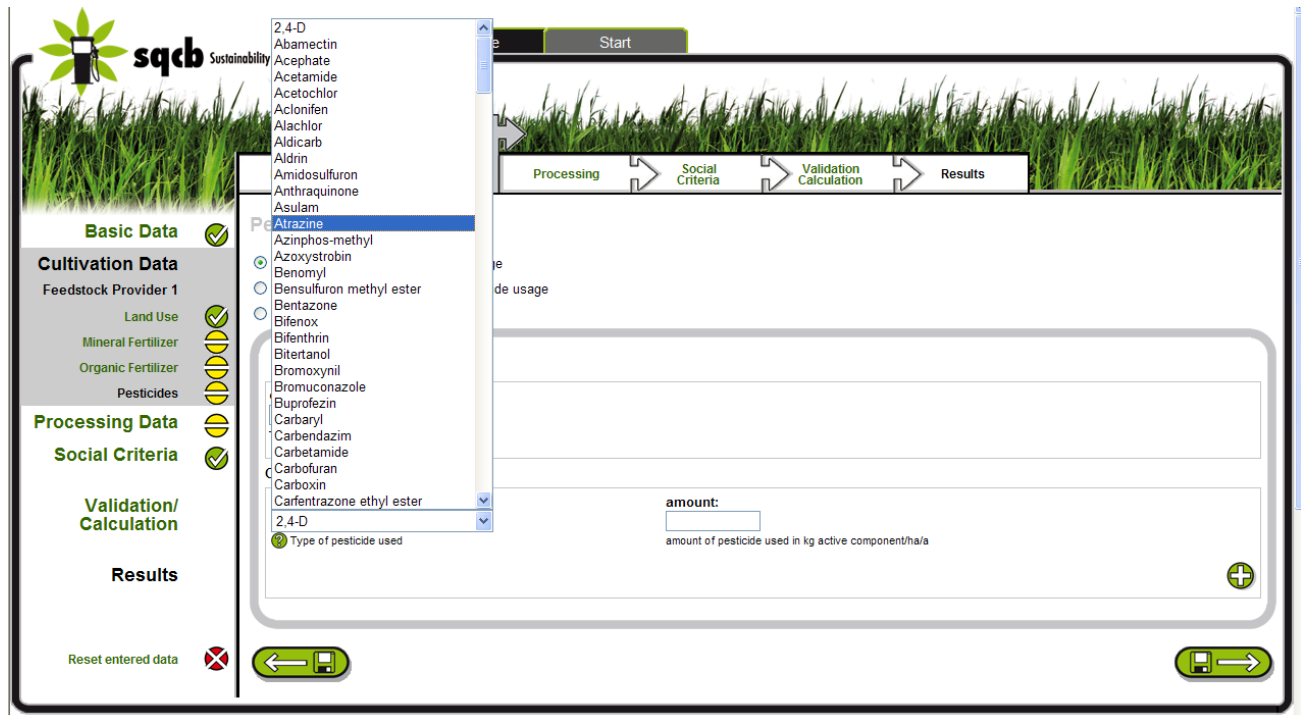 sqcb Sustainability
e
Start
Processing
Social
Criteria
Validation
Calculation
Results
Basic Data
Cultivation Data
Feedstock Provider 1
Land Use
Mineral Fertilizer
Organic Fertilizer
Pesticides
Processing Data
Social Criteria
Validation/
Calculation
Results
Reset entered data
Pe
ge
de usage
2,4-D
Abamectin
Acephate
Acetamide
Acetochlor
Aclonifen
Alachlor
Aldicarb
Aldrin
Amidosulfuron
Anthraquinone
Asulam
Atrazine
Azinphos-methyl
Azoxystrobin
Benomyl
Bensulfuron methyl ester
Bentazone
Bifenox
Bifenthrin
Bitertanol
Bromoxynil
Bromuconazole
Buprofezin
Carbaryl
Carbendazim
Carbetamide
Carbofuran
Carboxin
Carfentrazone ethyl ester
2,4-D
Type of pesticide used
amount:
amount of pesticide used in kg active component/ha/a